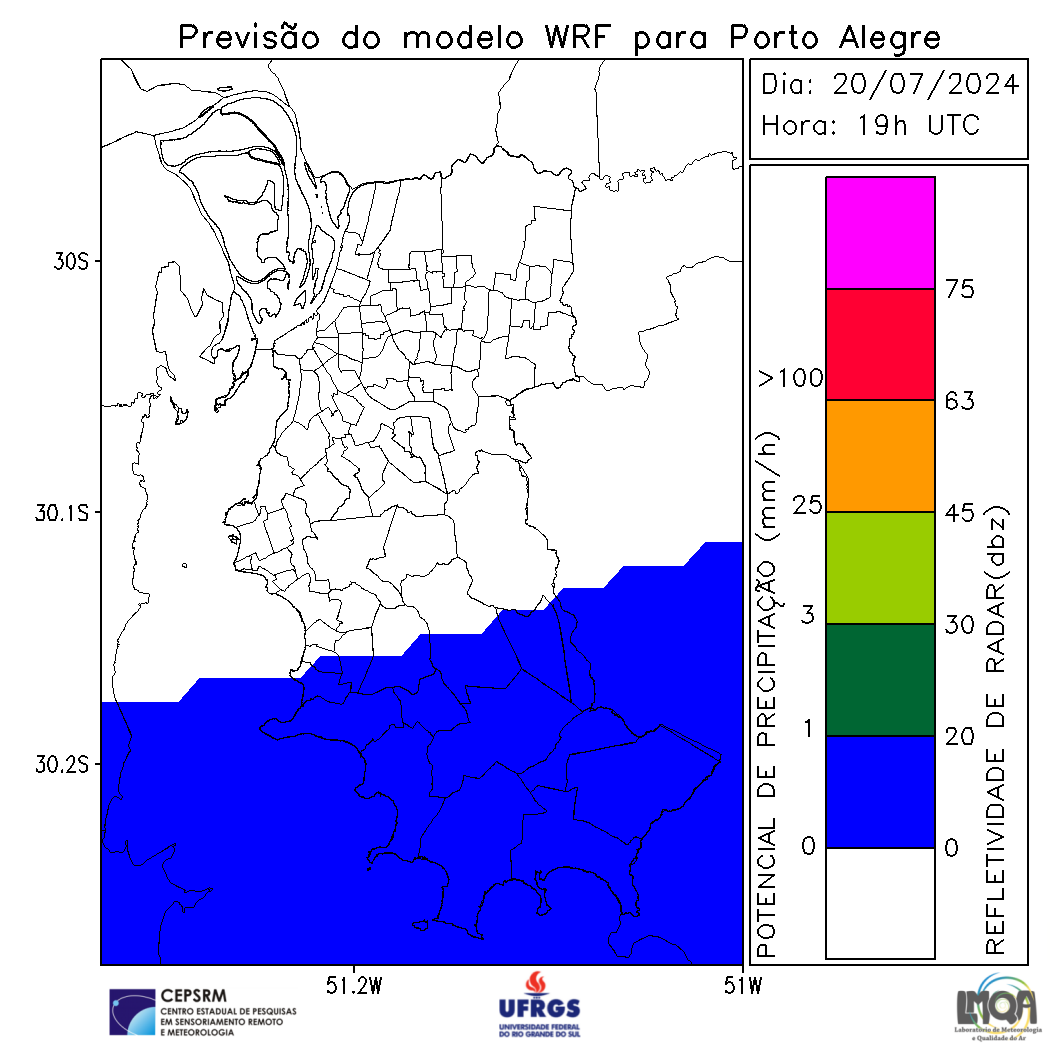 Previsão do modelo WRF para Porto Alegre
Dia: 20/07/2024
Hora: 19h UTC
30S
30.1S
30.2S
51.2W
51W
POTENCIAL DE PRECIPITAÇÃO (mm/h)
>100
25
3
1
0
75
63
45
30
20
0
REFLETIVIDADE DE RADAR(dbz)
CEPSRM
CENTRO ESTADUAL DE PESQUISAS
EM SENSORIAMENTO REMOTO
E METEOROLOGIA
UFRGS
UNIVERSIDADE FEDERAL
DO RIO GRANDE DO SUL
LMQA
Laboratório de Meteorologia
e Qualidade do Ar